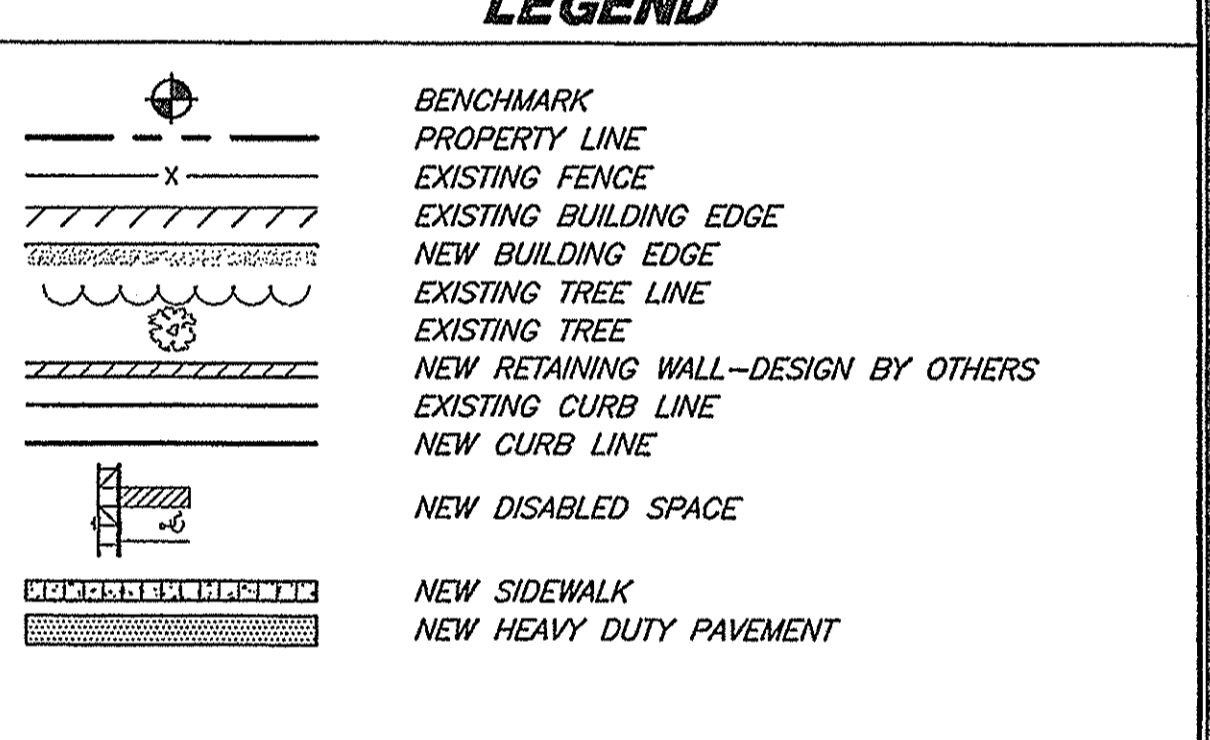 LEGEND
BENCHMARK
PROPERTY LINE
X
EXISTING FENCE
EXISTING BUILDING EDGE
NEW BUILDING EDGE
EXISTING TREE LINE
EXISTING TREE
NEW RETAINING WALL-DESIGN BY OTHERS
EXISTING CURB LINE
NEW CURB LINE
NEW DISABLED SPACE
NEW SIDEWALK
NEW HEAVY DUTY PAVEMENT